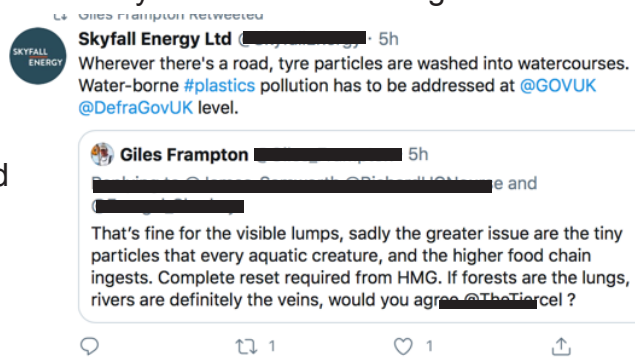 Giles Frampton Retweeted
SKYFALL
ENERGY
Skyfall Energy Ltd · 5h
Wherever there's a road, tyre particles are washed into watercourses.
Water-borne #plastics pollution has to be addressed at @GOVUK
@DefraGovUK level.
d
Giles Frampton 5h
and
That's fine for the visible lumps, sadly the greater issue are the tiny
particles that every aquatic creature, and the higher food chain
ingests. Complete reset required from HMG. If forests are the lungs,
rivers are definitely the veins, would you agree ?
1 1